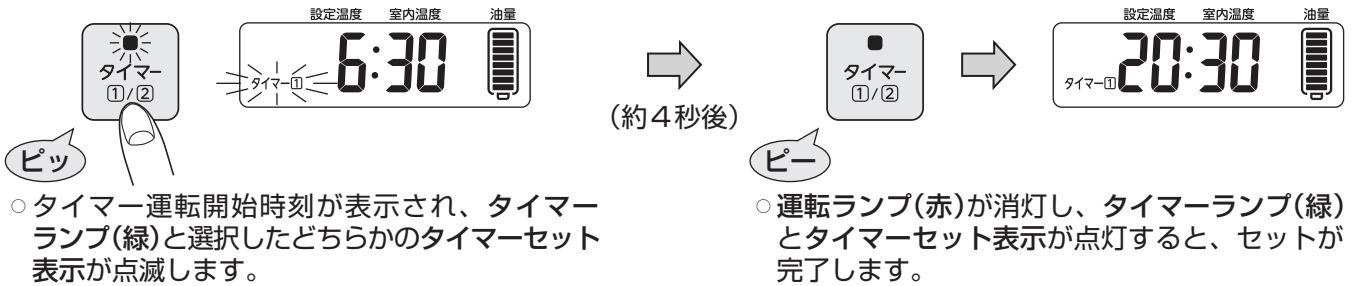 設定温度 室内温度 油量
タイマー
1/2
タイマー1 6:30
ピッ
○タイマー運転開始時刻が表示され、タイマー
ランプ(緑)と選択したどちらかのタイマーセット
表示が点滅します。
(約4秒後)
設定温度 室内温度 油量
タイマー
1/2
タイマー1 20:30
ピー
○運転ランプ(赤)が消灯し、タイマーランプ(緑)
とタイマーセット表示が点灯すると、セットが
完了します。